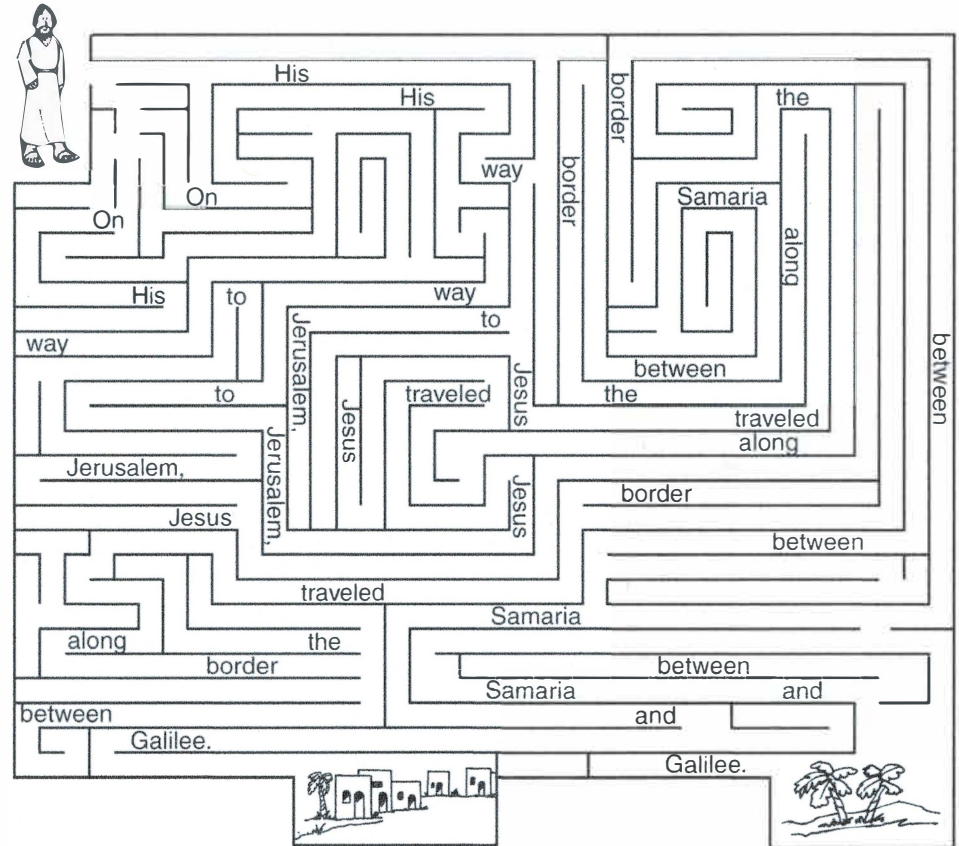 His
His
border
the
way
border
On
Samaria
On
along
His
to
way
to
Jerusalem,
way
between
between
Jesus
to
traveled
the
Jesus
traveled
along
Jerusalem,
Jerusalem,
Jesus
border
Jesus
between
traveled
Samaria
along
the
border
between
Samaria
and
between
and
Galilee.
Galilee.